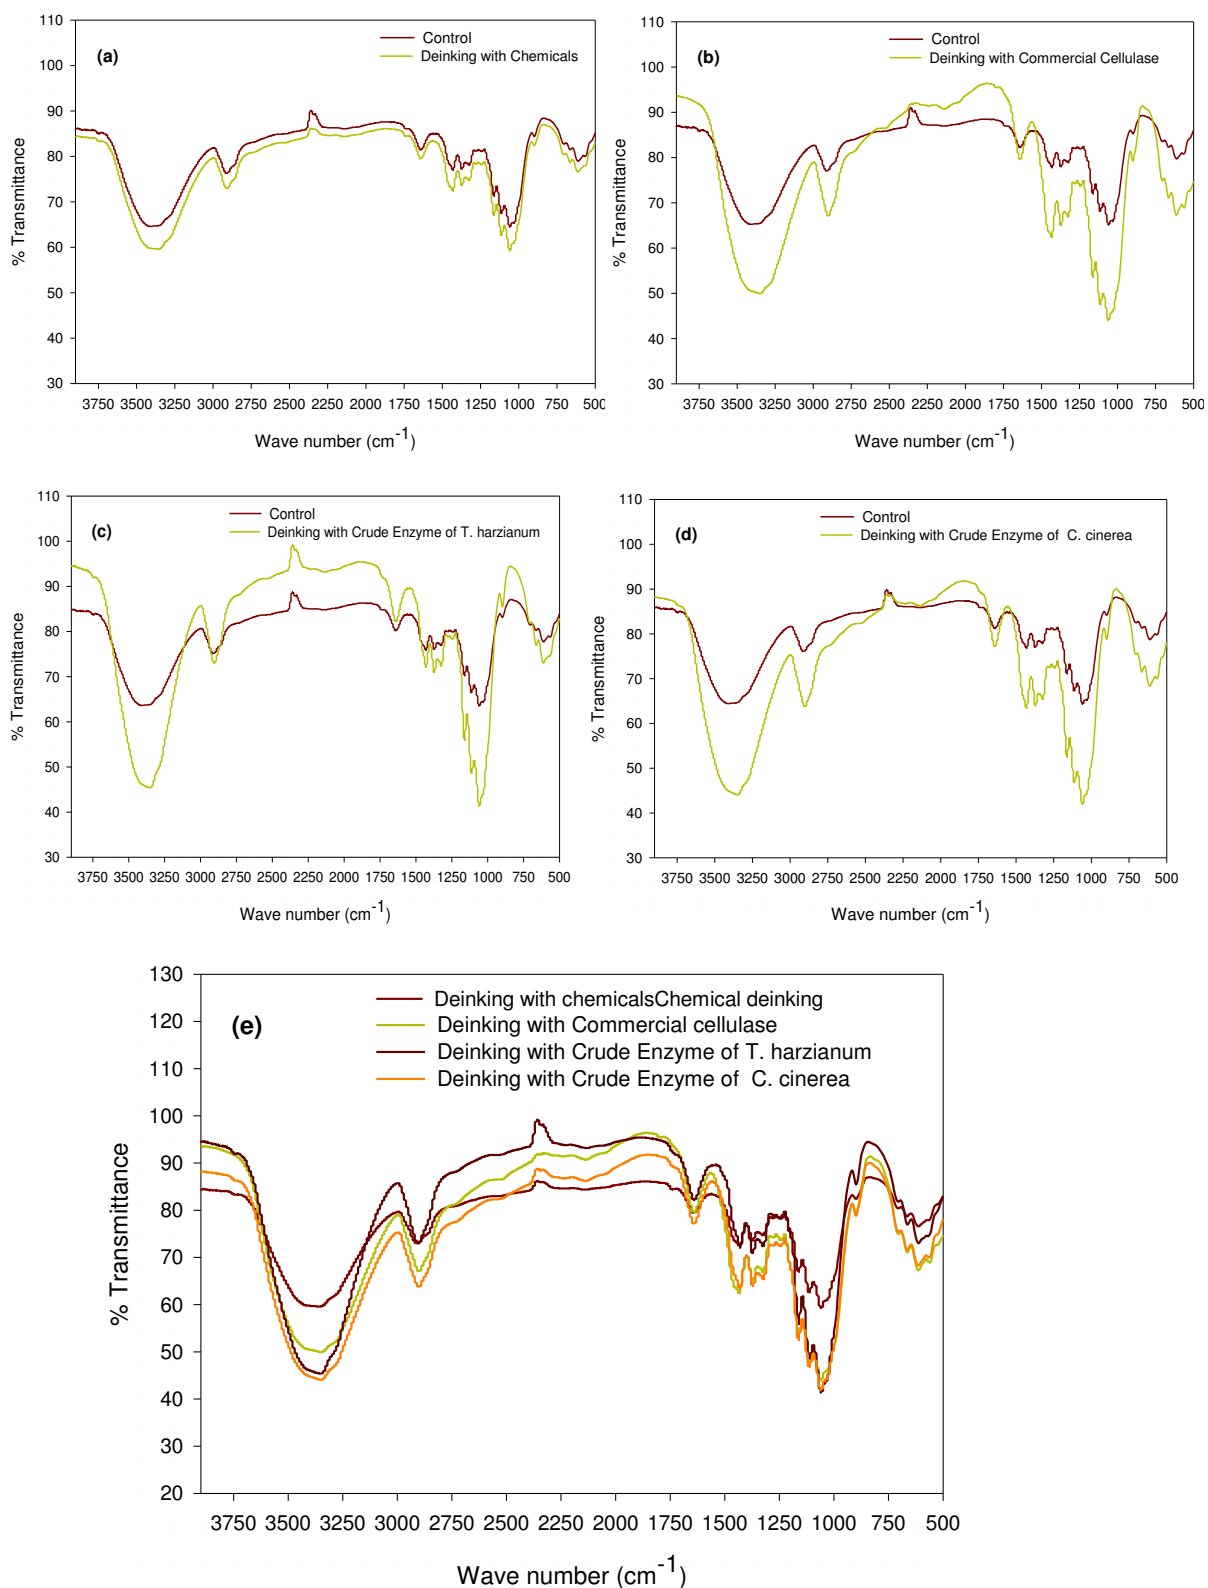 (a)
Control
Deinking with Chemicals
110
100
90
80
70
60
50
40
30
% Transmittance
3750 3500 3250 3000 2750 2500 2250 2000 1750 1500 1250 1000 750 500
Wave number (cm-1)
(b)
Control
Deinking with Commercial Cellulase
110
100
90
80
70
60
50
40
30
% Transmittance
3750 3500 3250 3000 2750 2500 2250 2000 1750 1500 1250 1000 750 500
Wave number (cm-1)
(c)
Control
Deinking with Crude Enzyme of T. harzianum
110
100
90
80
70
60
50
40
30
% Transmittance
3750 3500 3250 3000 2750 2500 2250 2000 1750 1500 1250 1000 750 500
Wave number (cm-1)
(d)
Control
Deinking with Crude Enzyme of C. cinerea
110
100
90
80
70
60
50
40
30
% Transmittance
3750 3500 3250 3000 2750 2500 2250 2000 1750 1500 1250 1000 750 500
Wave number (cm-1)
(e)
Deinking with chemicalsChemical deinking
Deinking with Commercial cellulase
Deinking with Crude Enzyme of T. harzianum
Deinking with Crude Enzyme of C. cinerea
130
120
110
100
90
80
70
60
50
40
30
20
% Transmittance
3750 3500 3250 3000 2750 2500 2250 2000 1750 1500 1250 1000 750 500
Wave number (cm-1)